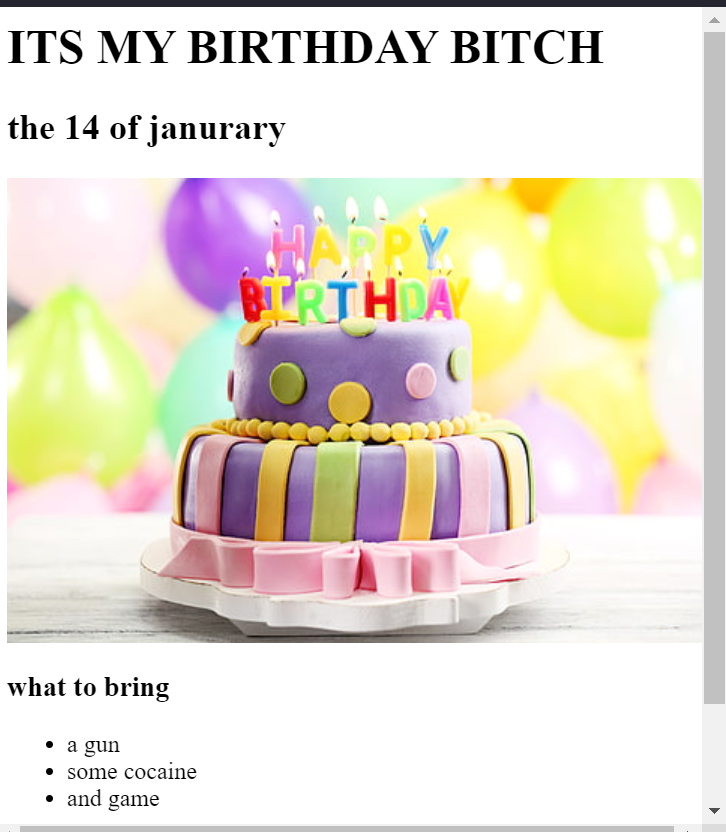 ITS MY BIRTHDAY BITCH
the 14 of janurary
HAPPY
BIRTHDAY
what to bring
a gun
some cocaine
and game